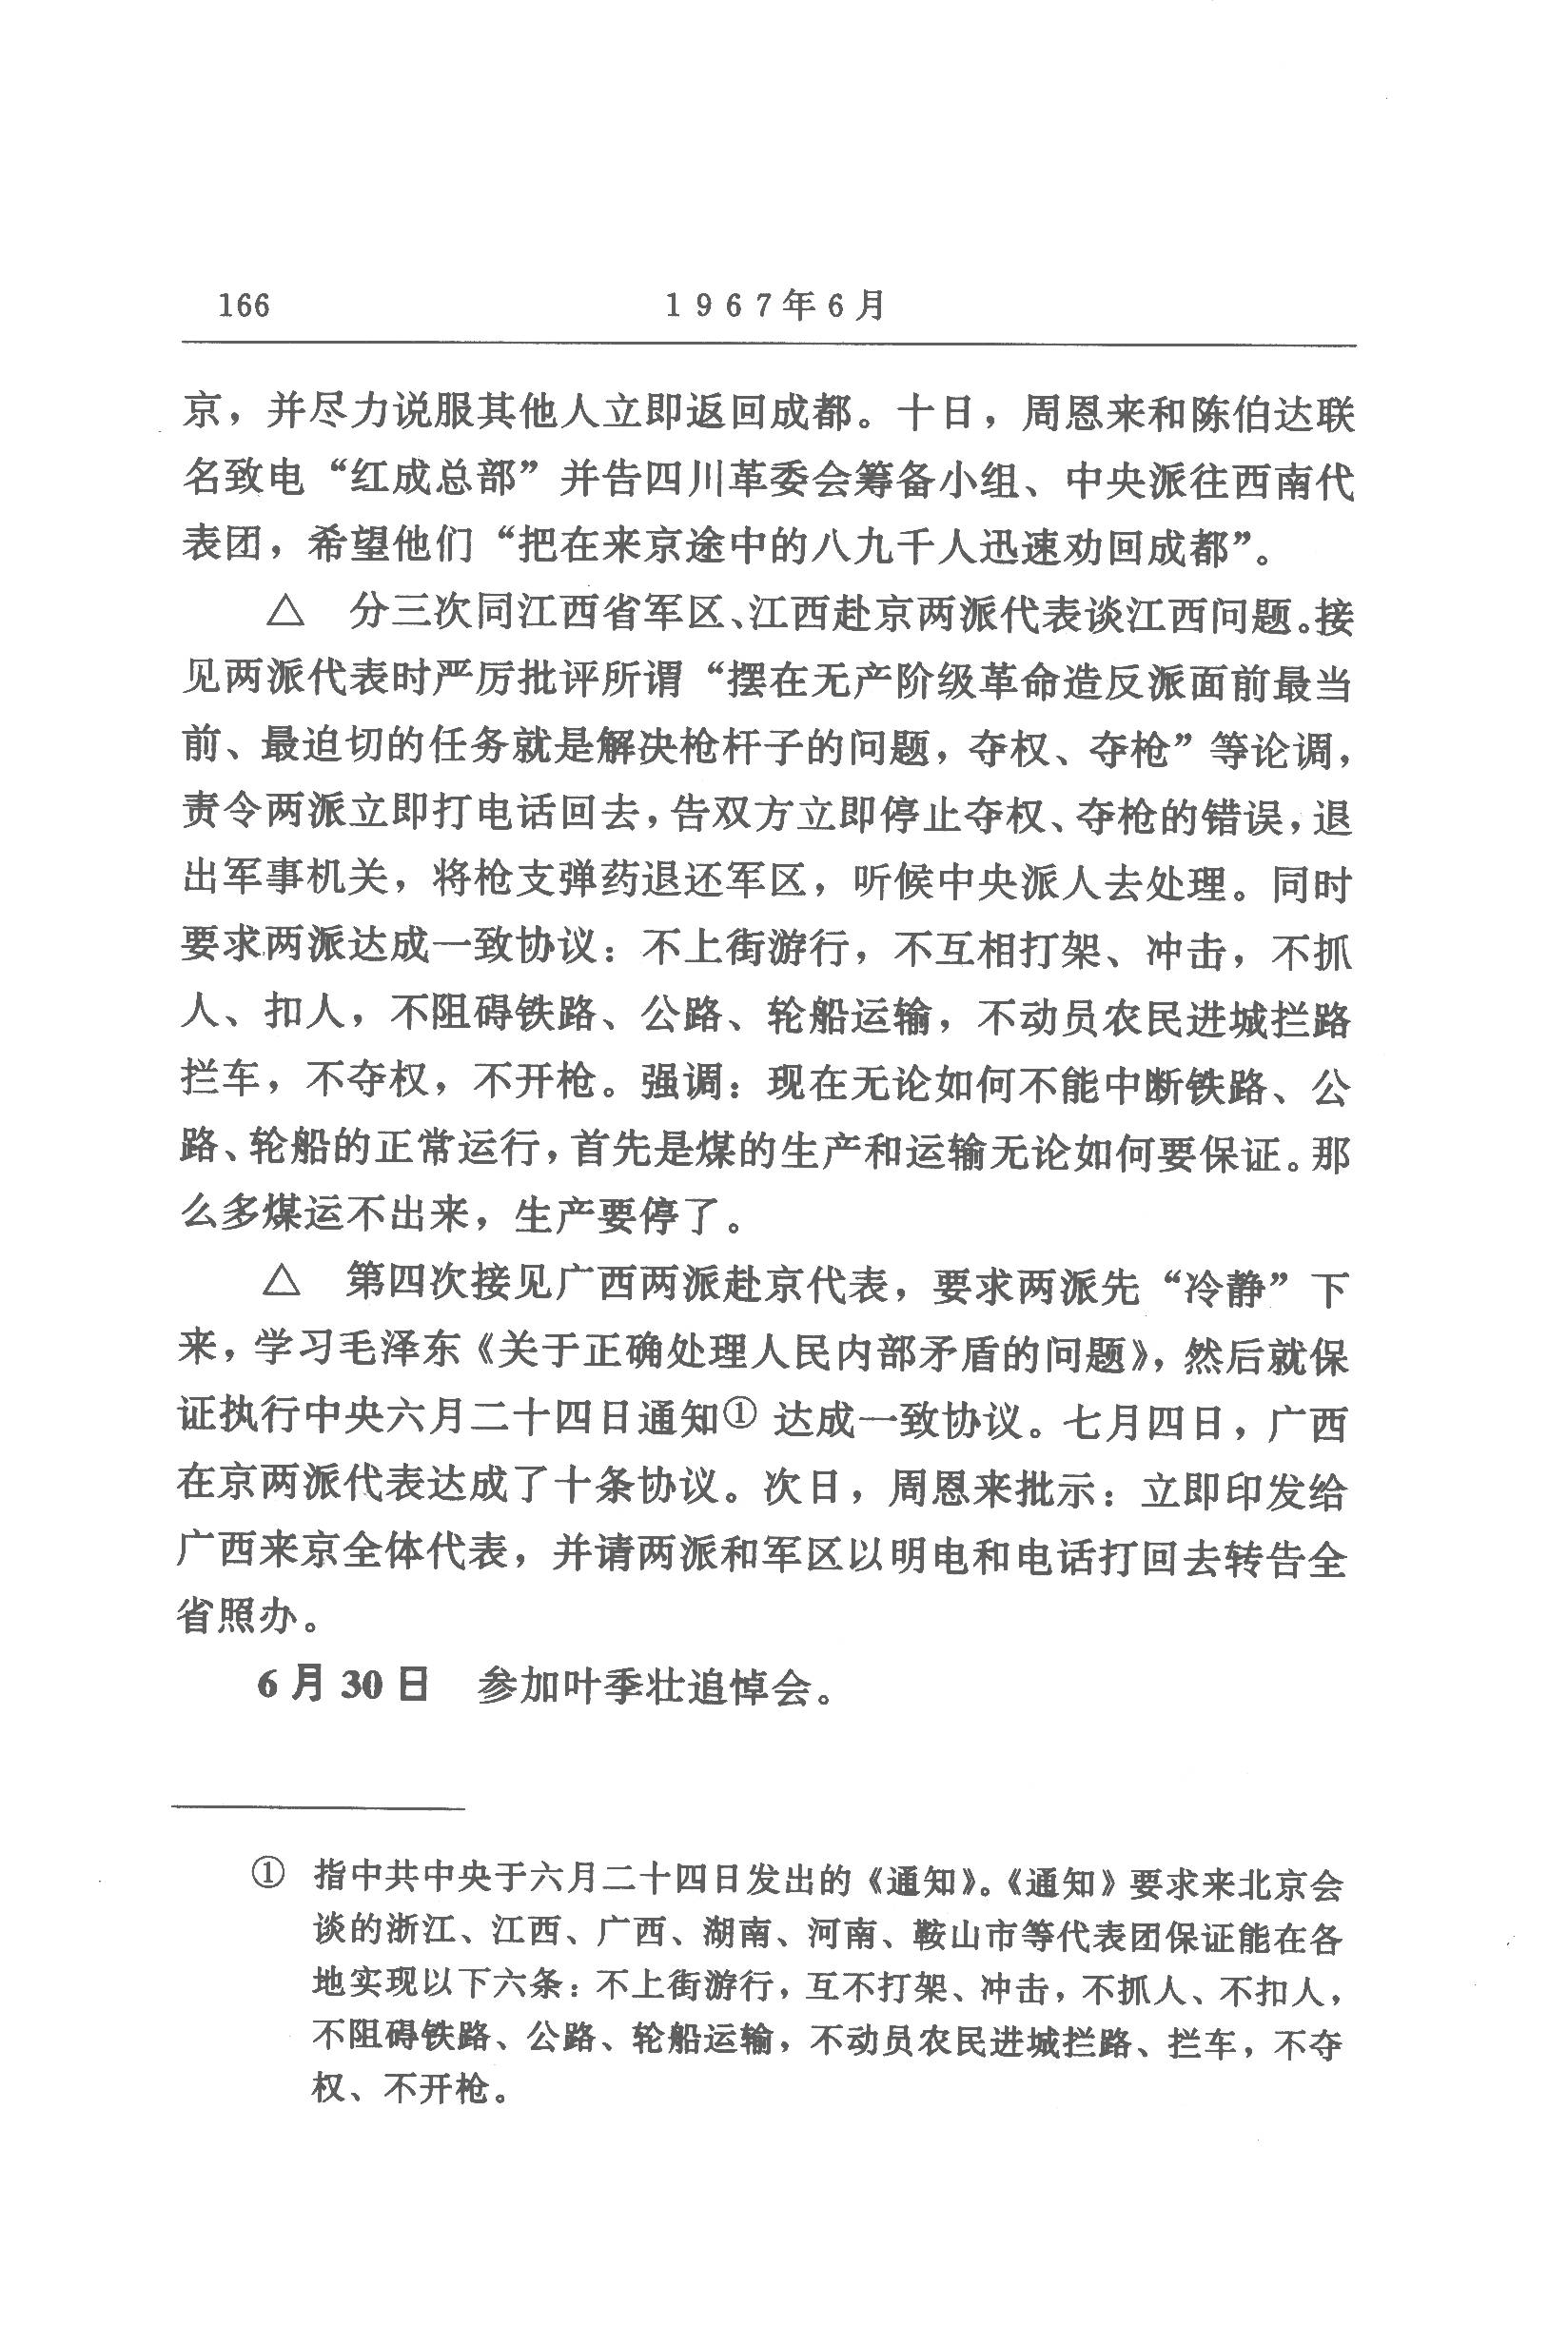 166
1967年6月
京，并尽力说服其他人立即返回成都。十日，周恩来和陈伯达联
名致电“红成总部”并告四川革委会筹备小组、中央派往西南代
表团，希望他们“把在来京途中的八九千人迅速劝回成都”。
△　分三次同江西省军区、江西赴京两派代表谈江西问题。接
见两派代表时严厉批评所谓“摆在无产阶级革命造反派面前最当
前、最迫切的任务就是解决枪杆子的问题，夺权、夺枪”等论调，
责令两派立即打电话回去，告双方立即停止夺权、夺枪的错误，退
出军事机关，将枪支弹药退还军区，听候中央派人去处理。同时
要求两派达成一致协议：不上街游行，不互相打架、冲击，不抓
人、扣人，不阻碍铁路、公路、轮船运输，不动员农民进城拦路
拦车，不夺权，不开枪。强调：现在无论如何不能中断铁路、公
路、轮船的正常运行，首先是煤的生产和运输无论如何要保证。那
么多煤运不出来，生产要停了。
△　第四次接见广西两派赴京代表，要求两派先“冷静”下
来，学习毛泽东《关于正确处理人民内部矛盾的问题》，然后就保
证执行中央六月二十四日通知① 达成一致协议。七月四日，广西
在京两派代表达成了十条协议。次日，周恩来批示：立即印发给
广西来京全体代表，并请两派和军区以明电和电话打回去转告全
省照办。
6月30日　参加叶季壮追悼会。
①　指中共中央于六月二十四日发出的《通知》。《通知》要求来北京会
谈的浙江、江西、广西、湖南、河南、鞍山市等代表团保证能在各
地实现以下六条：不上街游行，互不打架、冲击，不抓人、不扣人，
不阻碍铁路、公路、轮船运输，不动员农民进城拦路、拦车，不夺
权、不开枪。